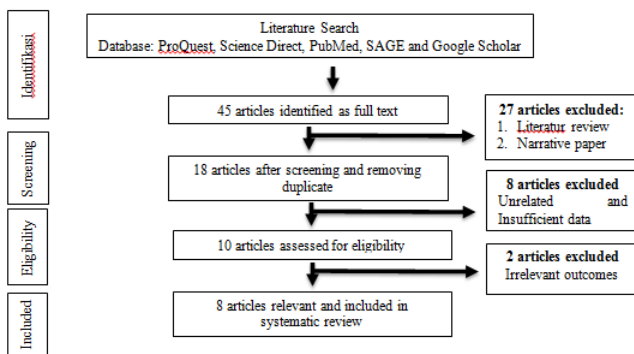 Identifikasi
Literature Search
Database: ProQuest, Science Direct, PubMed, SAGE and Google Scholar
45 articles identified as full text
27 articles excluded:
1. Literatur review
2. Narrative paper
Screening
18 articles after screening and removing
duplicate
8 articles excluded
Unrelated and
Insufficient data
Eligibility
10 articles assessed for eligibility
2 articles excluded
Irrelevant outcomes
Included
8 articles relevant and included in
systematic review